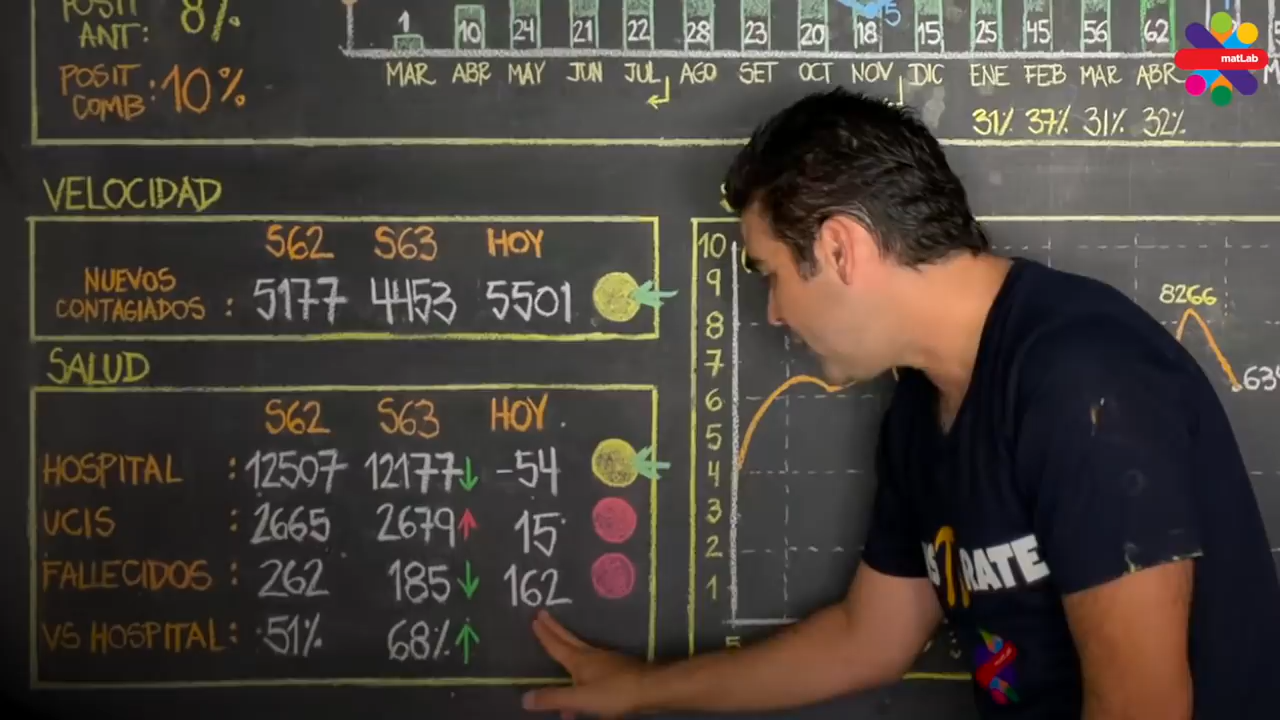 POSIT
ANT: 8%
POSIT
COMB: 10%
1 10 24 21 22 28 23 20 18 15 25 45 56 62
MAR ABR MAY JUN JUL AGO SET OCT NOV DIC ENE FEB MAR ABR
31% 37% 31% 32%
matLab
VELOCIDAD
S62 S63 HOY
NUEVOS
CONTAGIADOS : 5177 4453 5501
SALUD
S62 S63 HOY
HOSPITAL : 12507 12177 -54
UCIS : 2665 2679 15
FALLECIDOS : 262 185 162
VS HOSPITAL: 51% 68%
10
9
8
7
6
5
4
3
2
1
8266
RATE
matLab